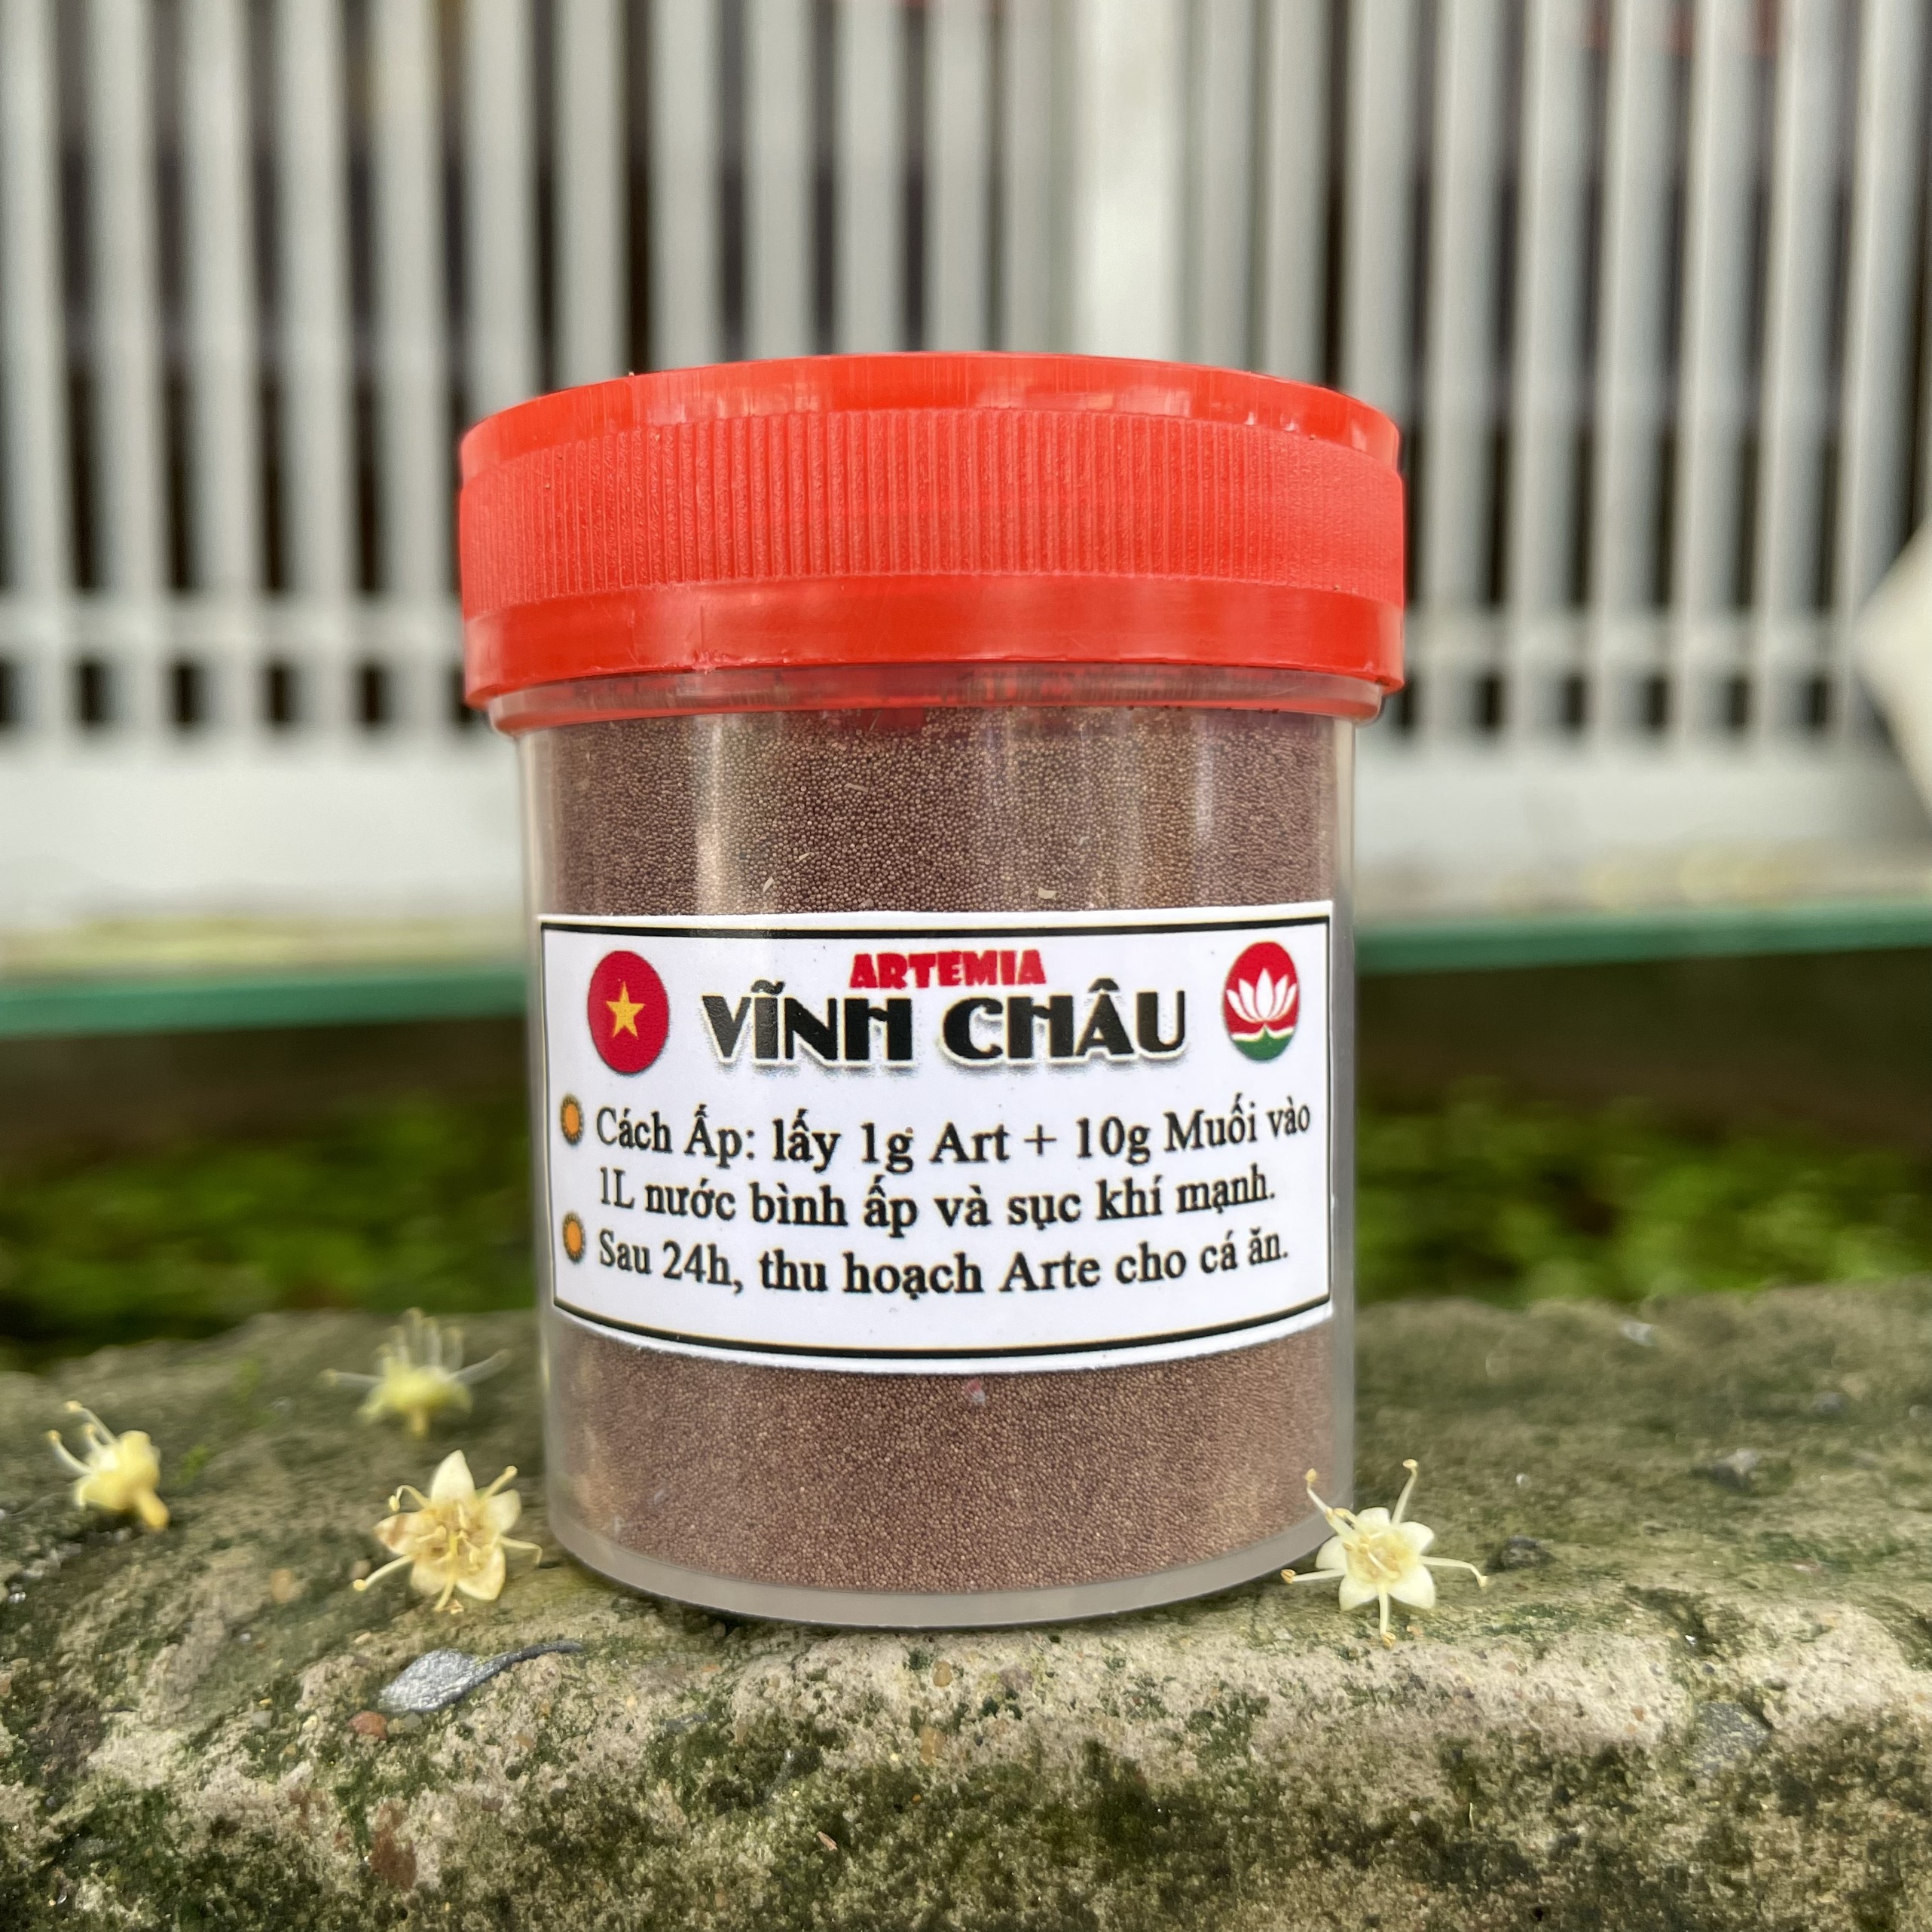 ARTEMIA
VĨNH CHÂU
Cách Ấp: lấy 1g Art + 10g Muối vào
1L nước bình ấp và sục khí mạnh.
Sau 24h, thu hoạch Arte cho cá ăn.